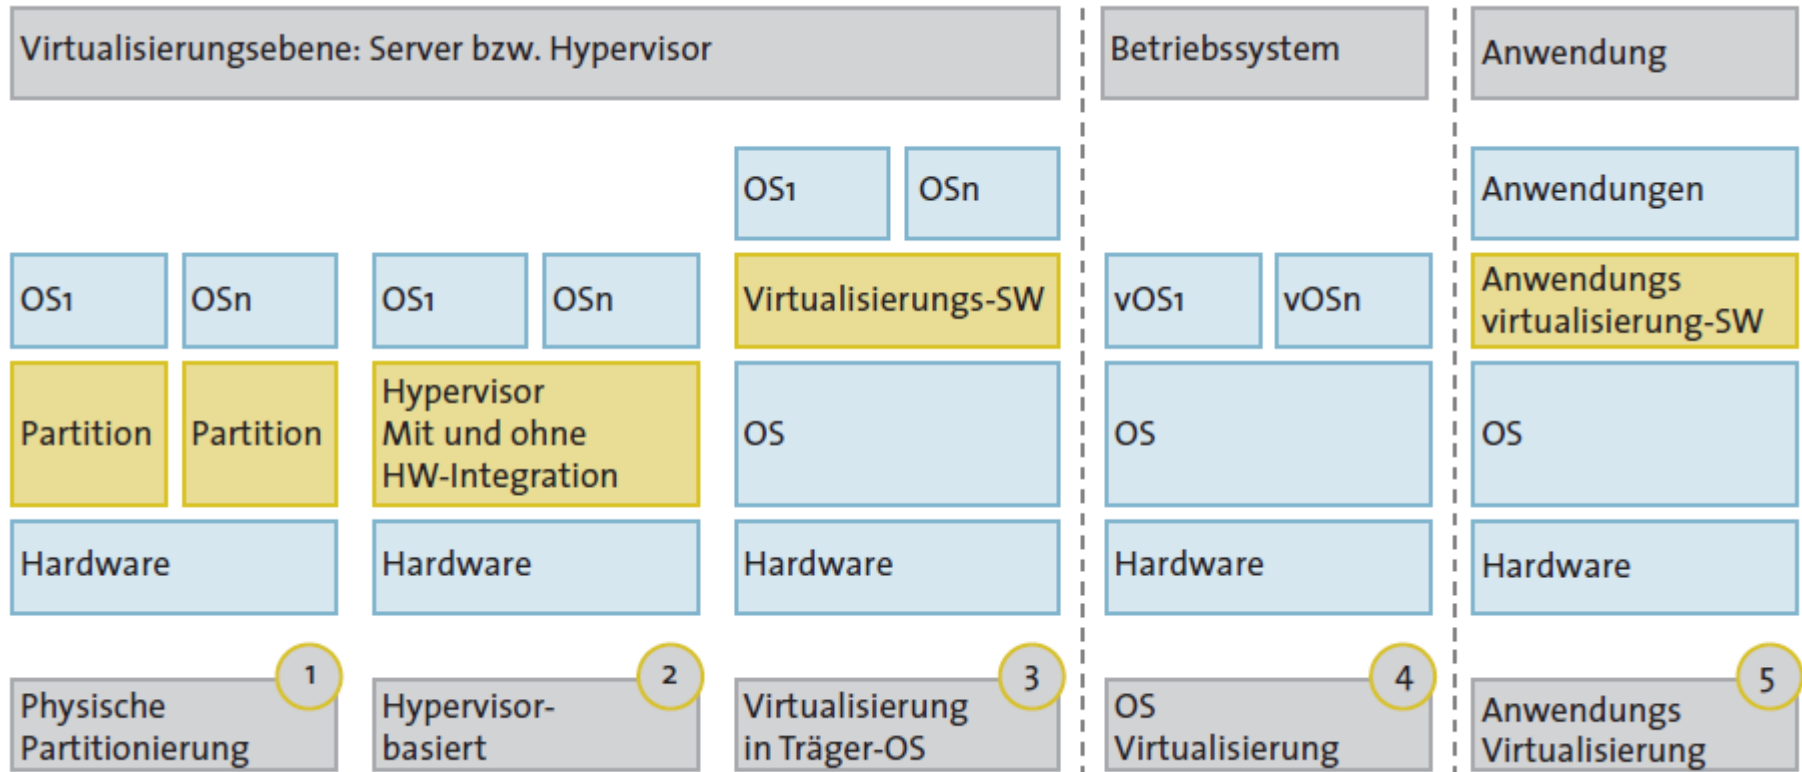 Virtualisierungsebene: Server bzw. Hypervisor
Betriebssystem
Anwendung
OS1
OSn
Anwendungen
OS1
OSn
OS1
OSn
Virtualisierungs-SW
vOS1
vOSn
Anwendungs
virtualisierung-SW
Partition
Partition
Hypervisor
Mit und ohne
HW-Integration
OS
OS
OS
Hardware
Hardware
Hardware
Hardware
Hardware
1
Physische
Partitionierung
2
Hypervisor-
basiert
3
Virtualisierung
in Träger-OS
4
OS
Virtualisierung
5
Anwendungs
Virtualisierung